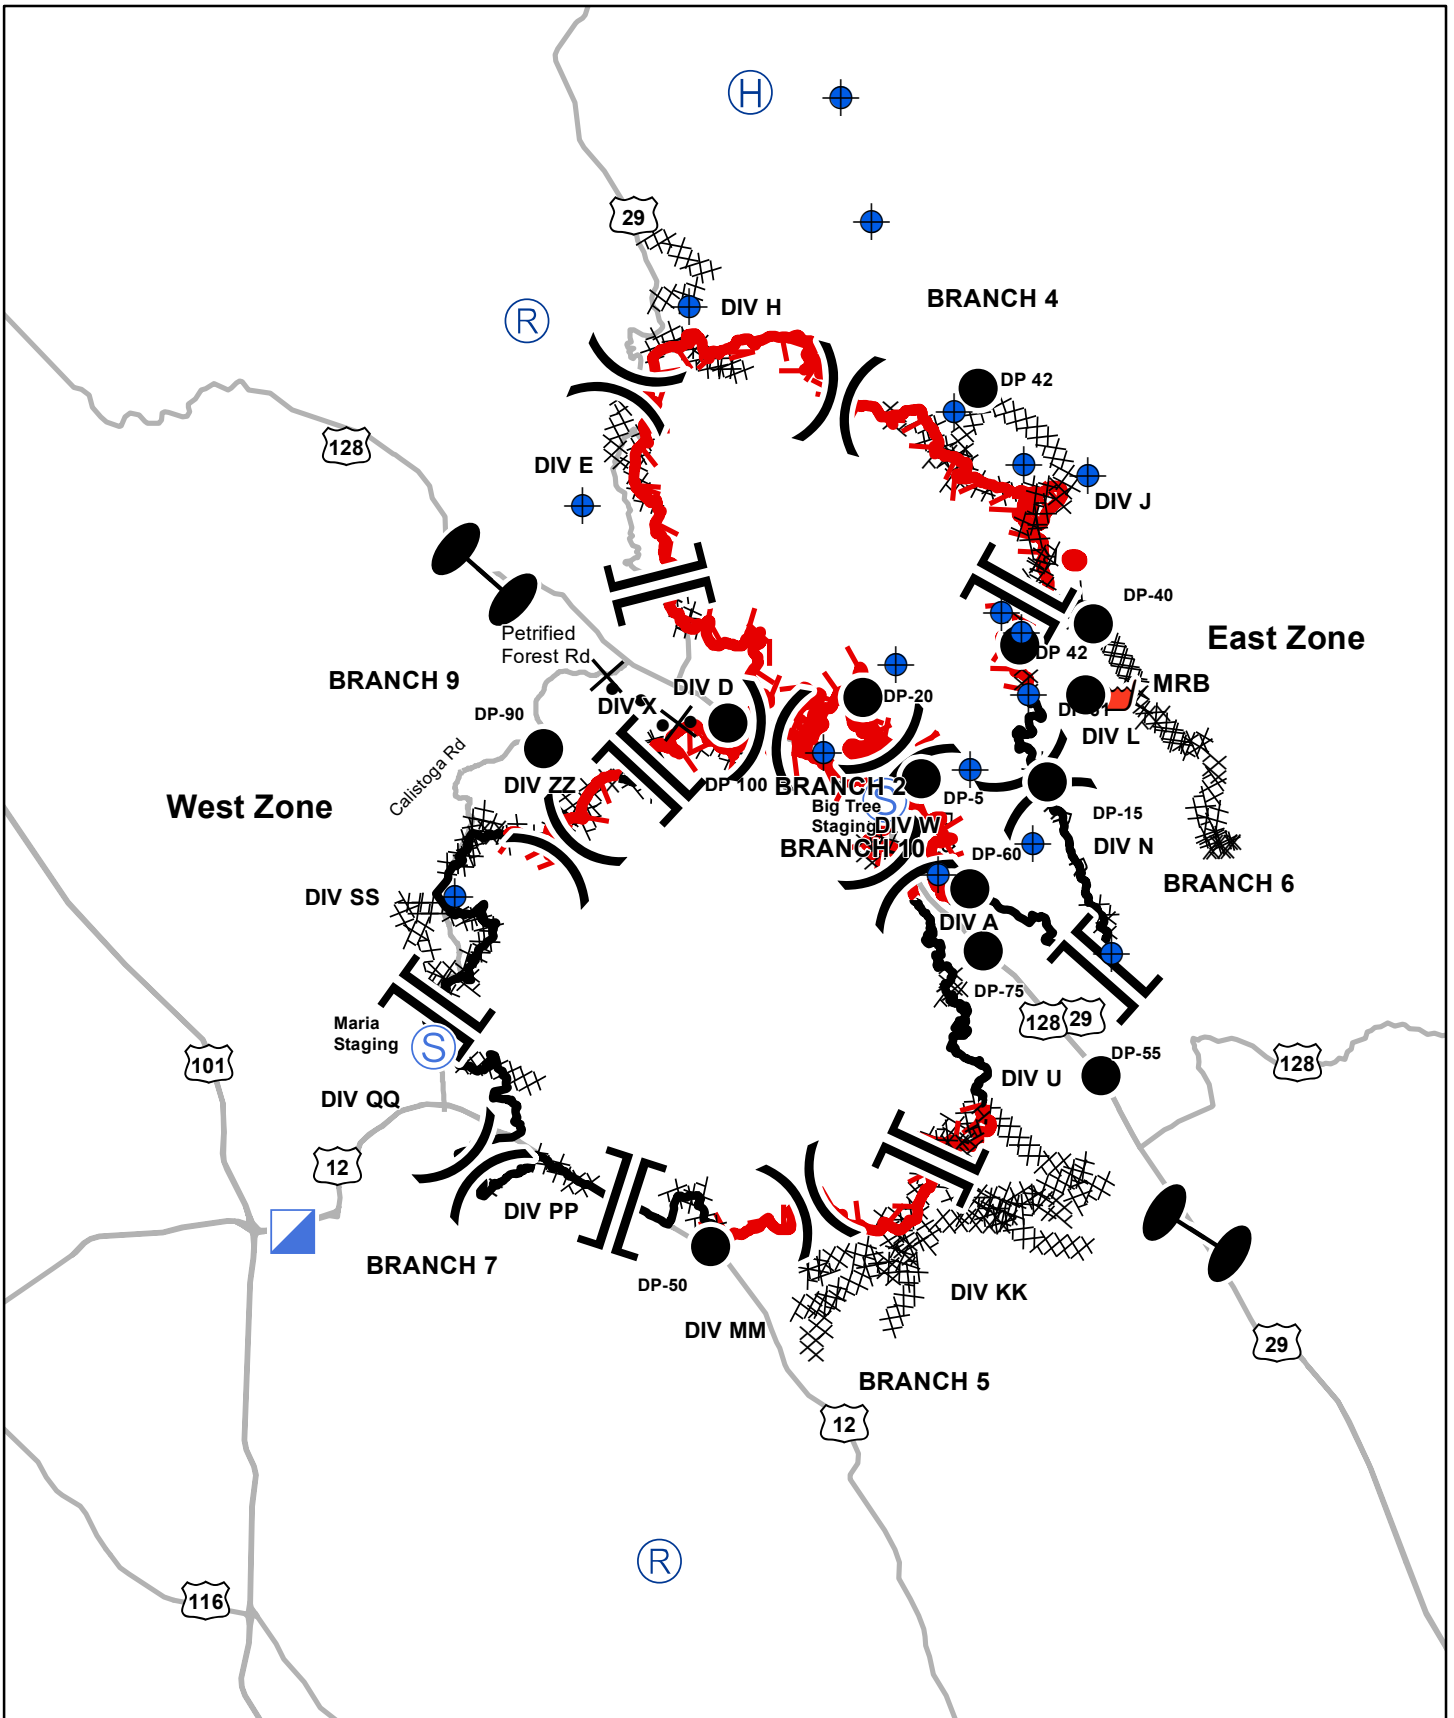 H
29
BRANCH 4
DIV H
R
DP 42
128
DIV E
DIV J
DP-40
Petrified
Forest Rd
East Zone
DP 42
BRANCH 9
DIV D
MRB
DP-20
DIV X
DP-90
DIV L
Calistoga Rd
DIV ZZ
DP 100
BRANCH 2
DP-5
S
Big Tree
Staging
West Zone
DP-15
DIV W
DIV N
BRANCH 10
DP-60
BRANCH 6
DIV SS
DIV A
DP-75
128
29
Maria
Staging
S
101
DP-55
128
DIV U
DIV QQ
12
DIV PP
BRANCH 7
DP-50
DIV KK
DIV MM
29
BRANCH 5
12
R
116